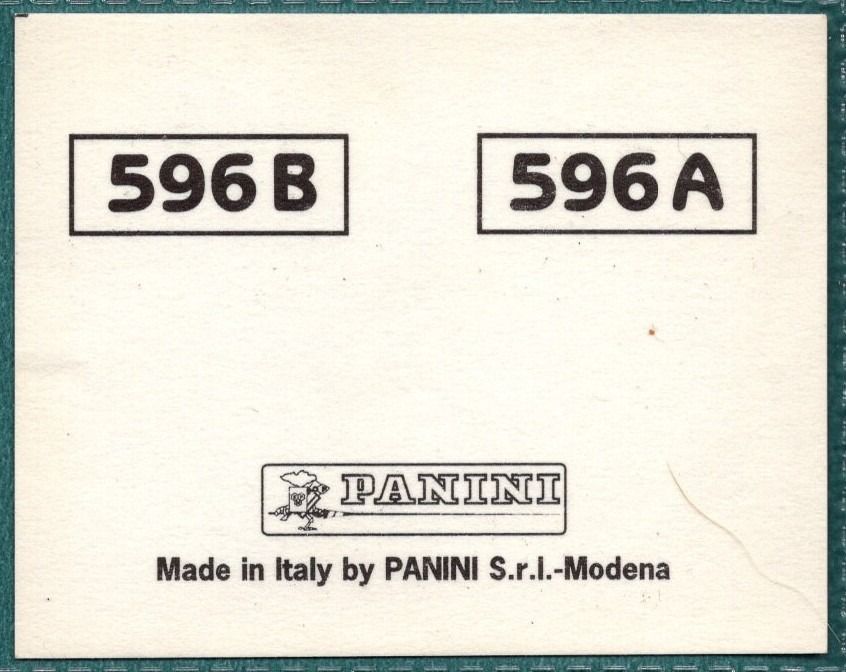 596 B
596 A
PANINI
Made in Italy by PANINI S.r.l.-Modena